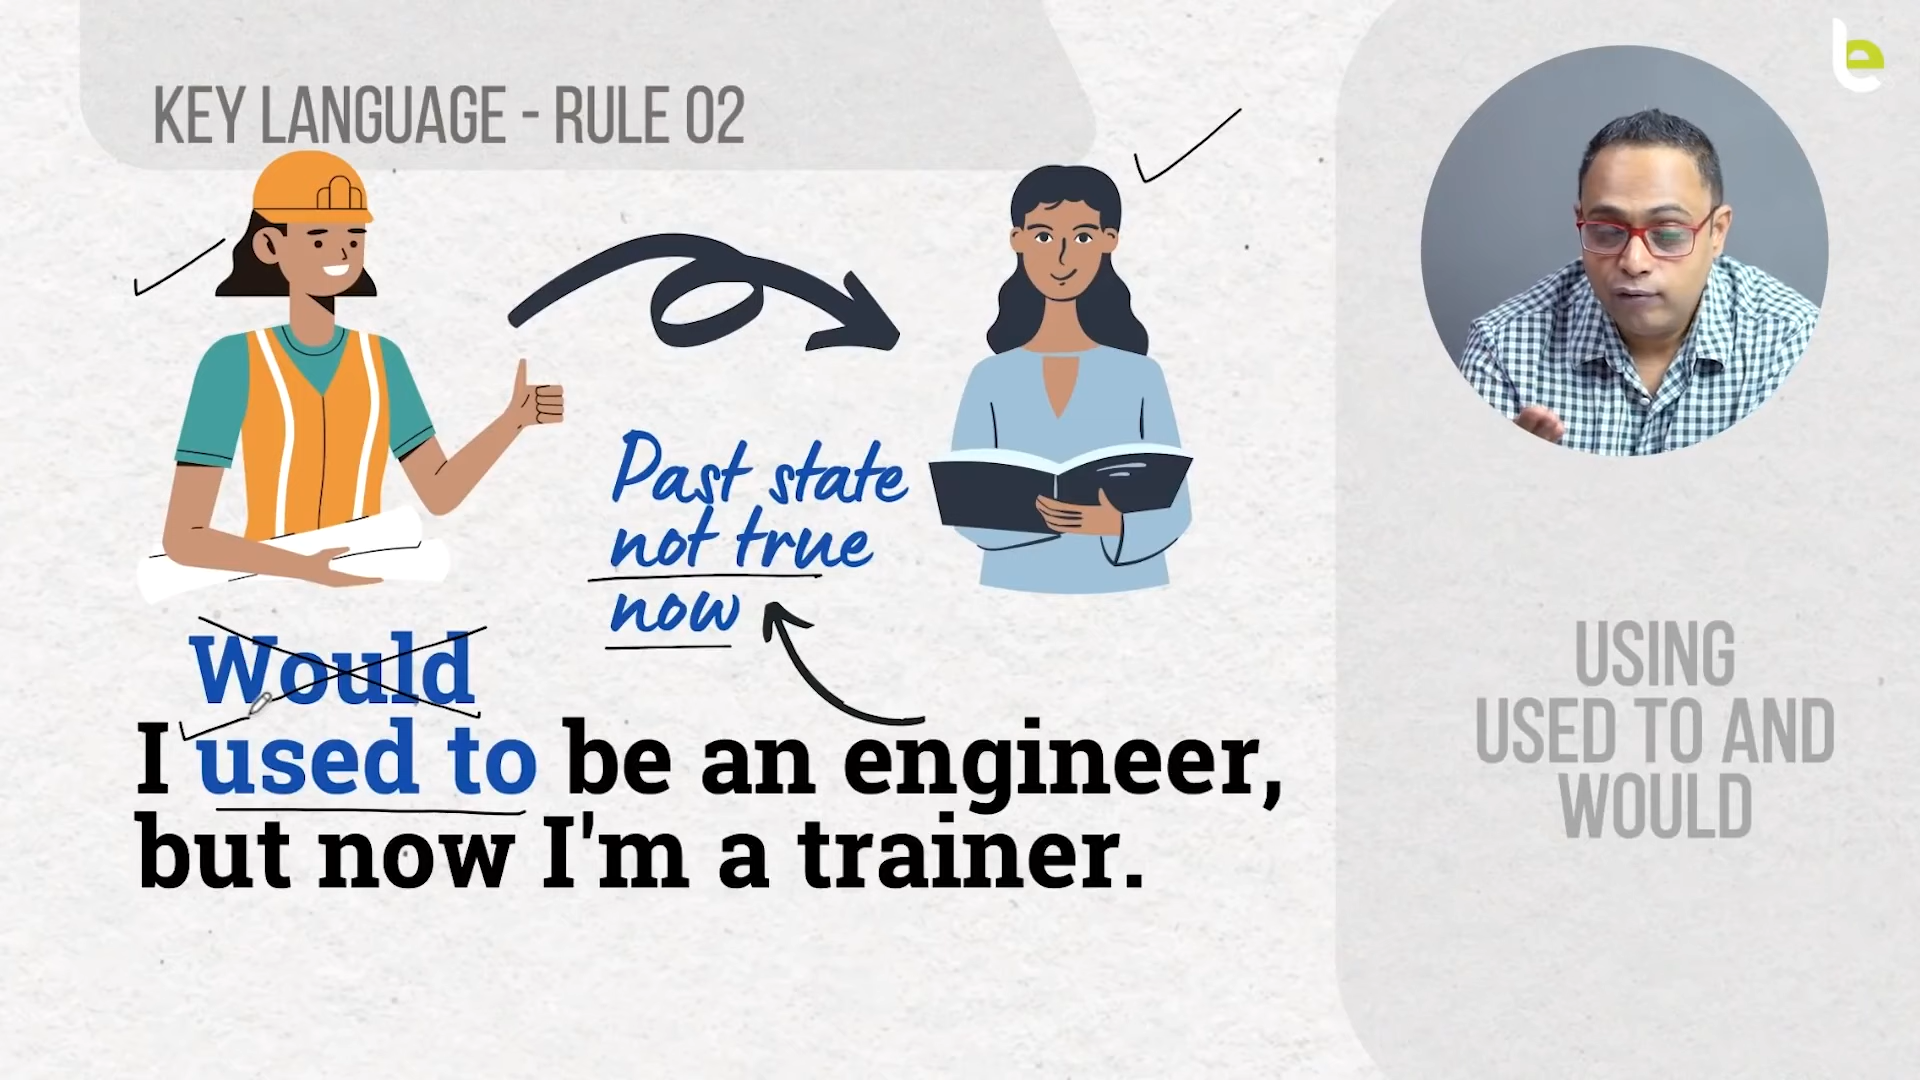 KEY LANGUAGE - RULE 02
Past state
not true
now
Would
I used to be an engineer,
but now I'm a trainer.
USING
USED TO AND
WOULD